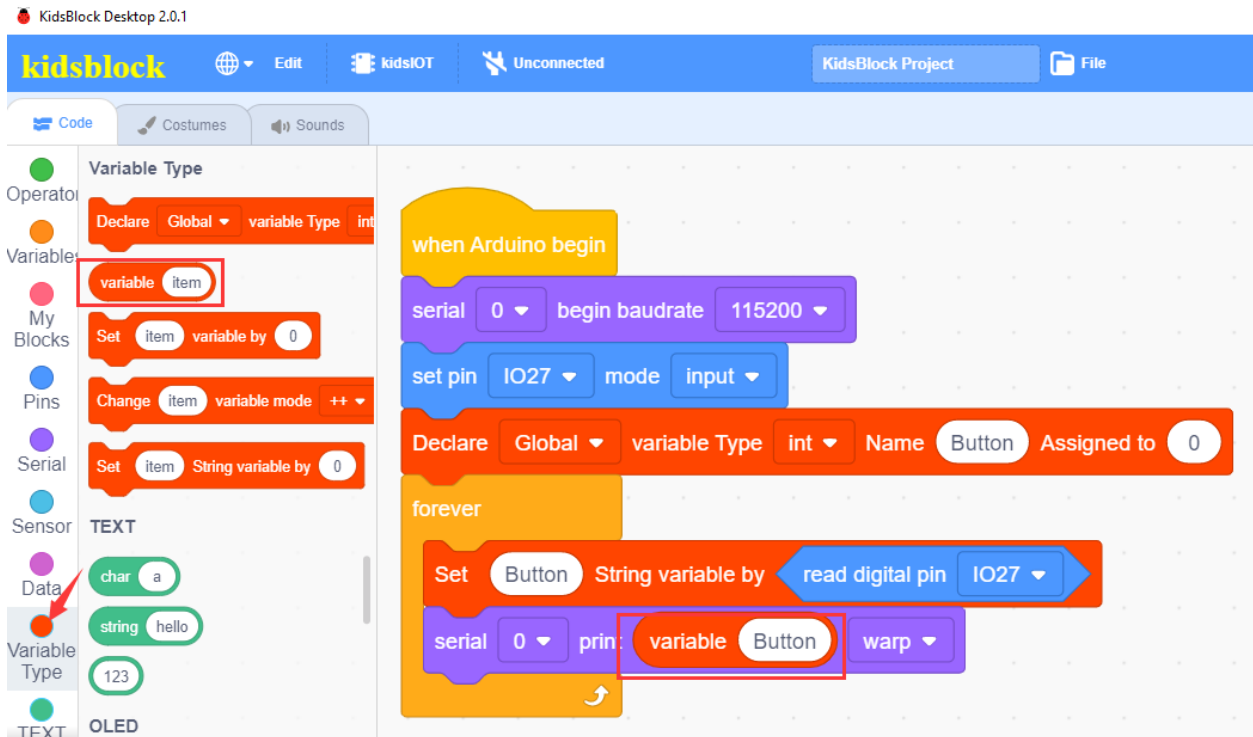 KidsBlock Desktop 2.0.1
kidsblock Edit kidsIOT Unconnected KidsBlock Project File
Code Costumes Sounds
Operator
Variables
My
Blocks
Pins
Serial
Sensor
Data
Variable
Type
TEXT
Variable Type
Declare Global variable Type int
variable item
Set item variable by 0
Change item variable mode ++
Set item String variable by 0
TEXT
char a
string hello
123
OLED
when Arduino begin
serial 0 begin baudrate 115200
set pin IO27 mode input
Declare Global variable Type int Name Button Assigned to 0
forever
Set Button String variable by read digital pin IO27
serial 0 print variable Button warp